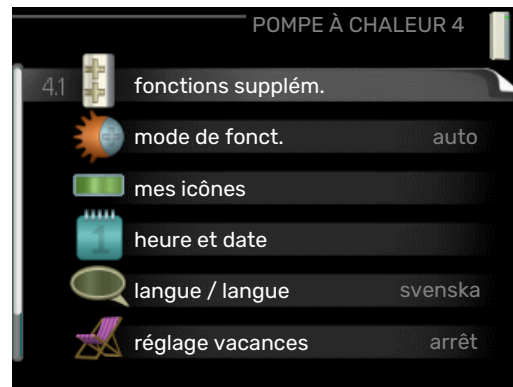 POMPE À CHALEUR 4
4.1 fonctions supplém.
mode de fonct. auto
mes icônes
1
heure et date
langue / langue svenska
réglage vacances arrêt